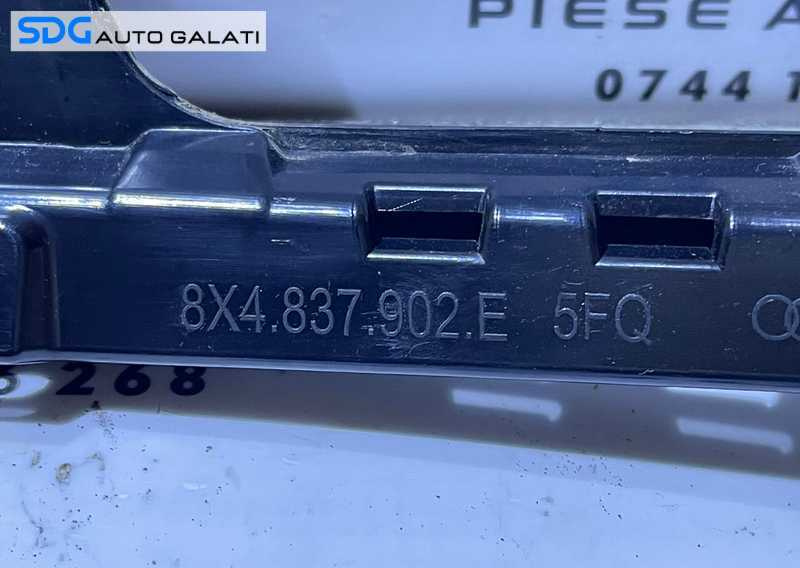 SDG AUTO GALATI
PIESE A
0744 1
8X4.837.902.E 5FQ
268